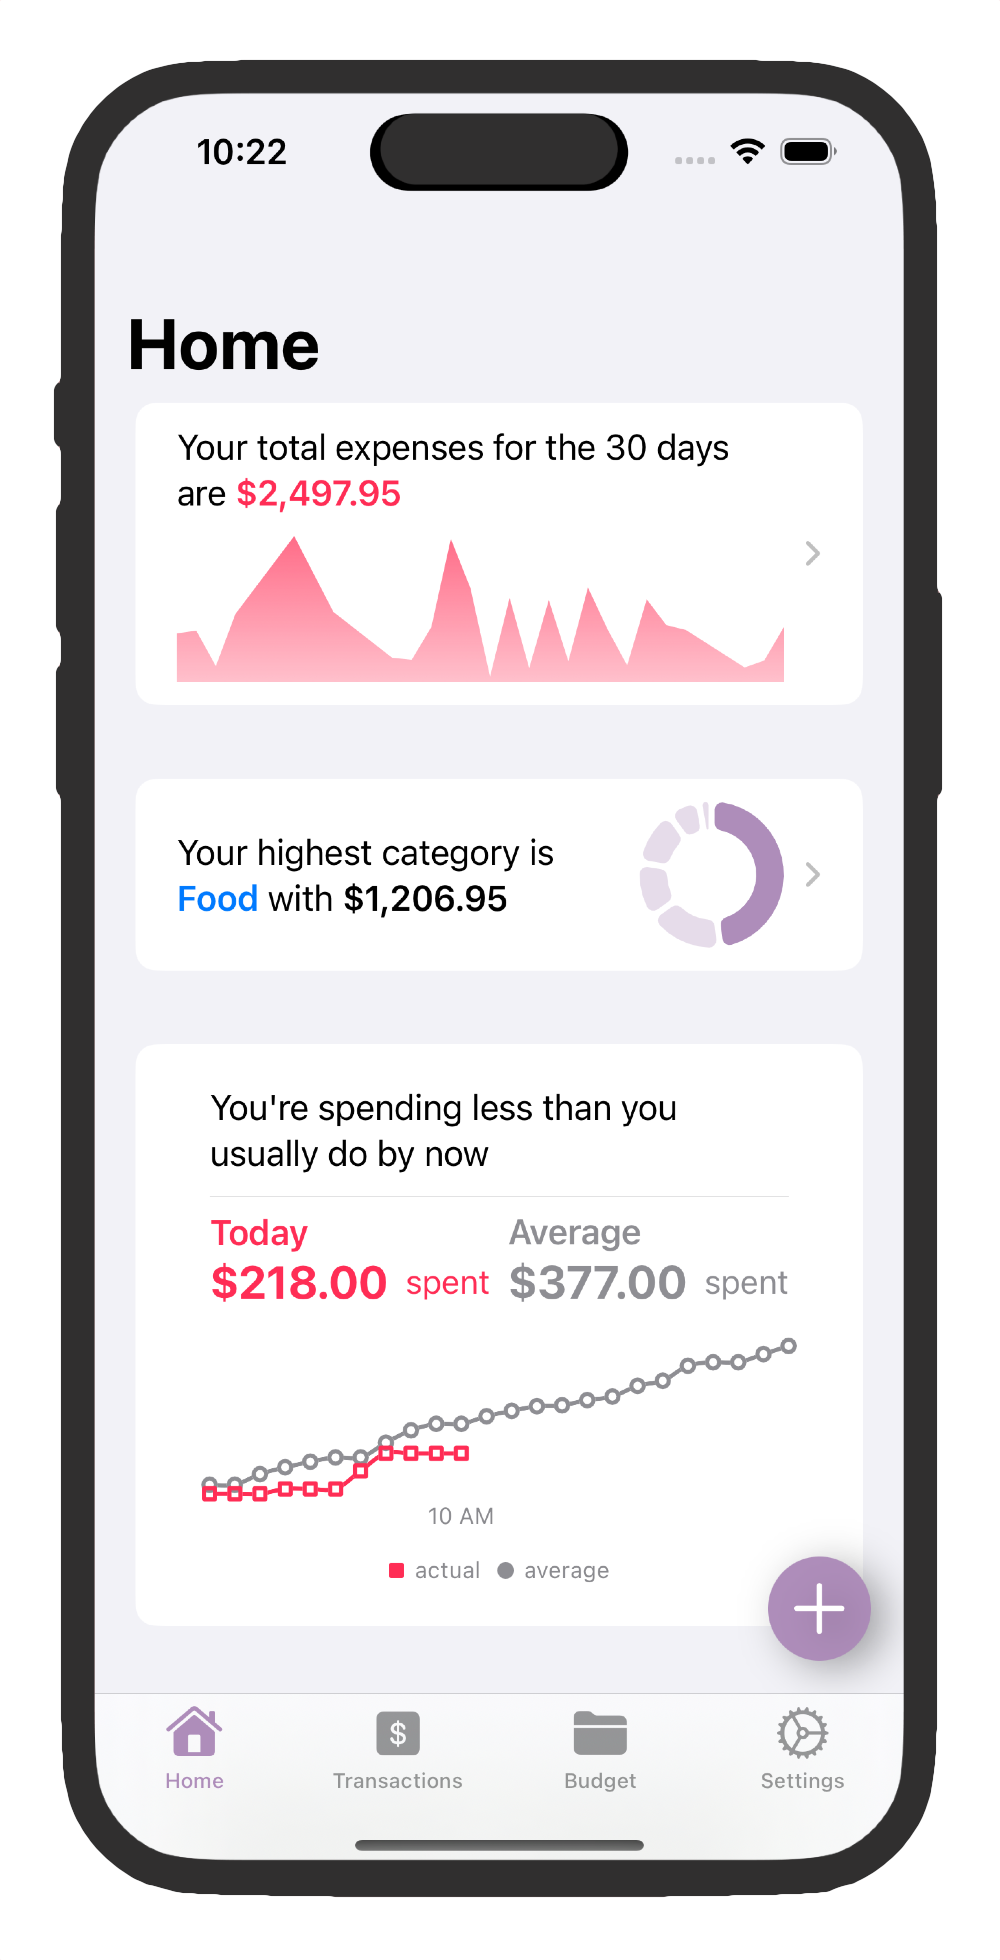 10:22
Home
Your total expenses for the 30 days
are $2,497.95
Your highest category is
Food with $1,206.95
You're spending less than you
usually do by now
Today Average
$218.00 spent $377.00 spent
10 AM
actual average
$
Home Transactions Budget Settings